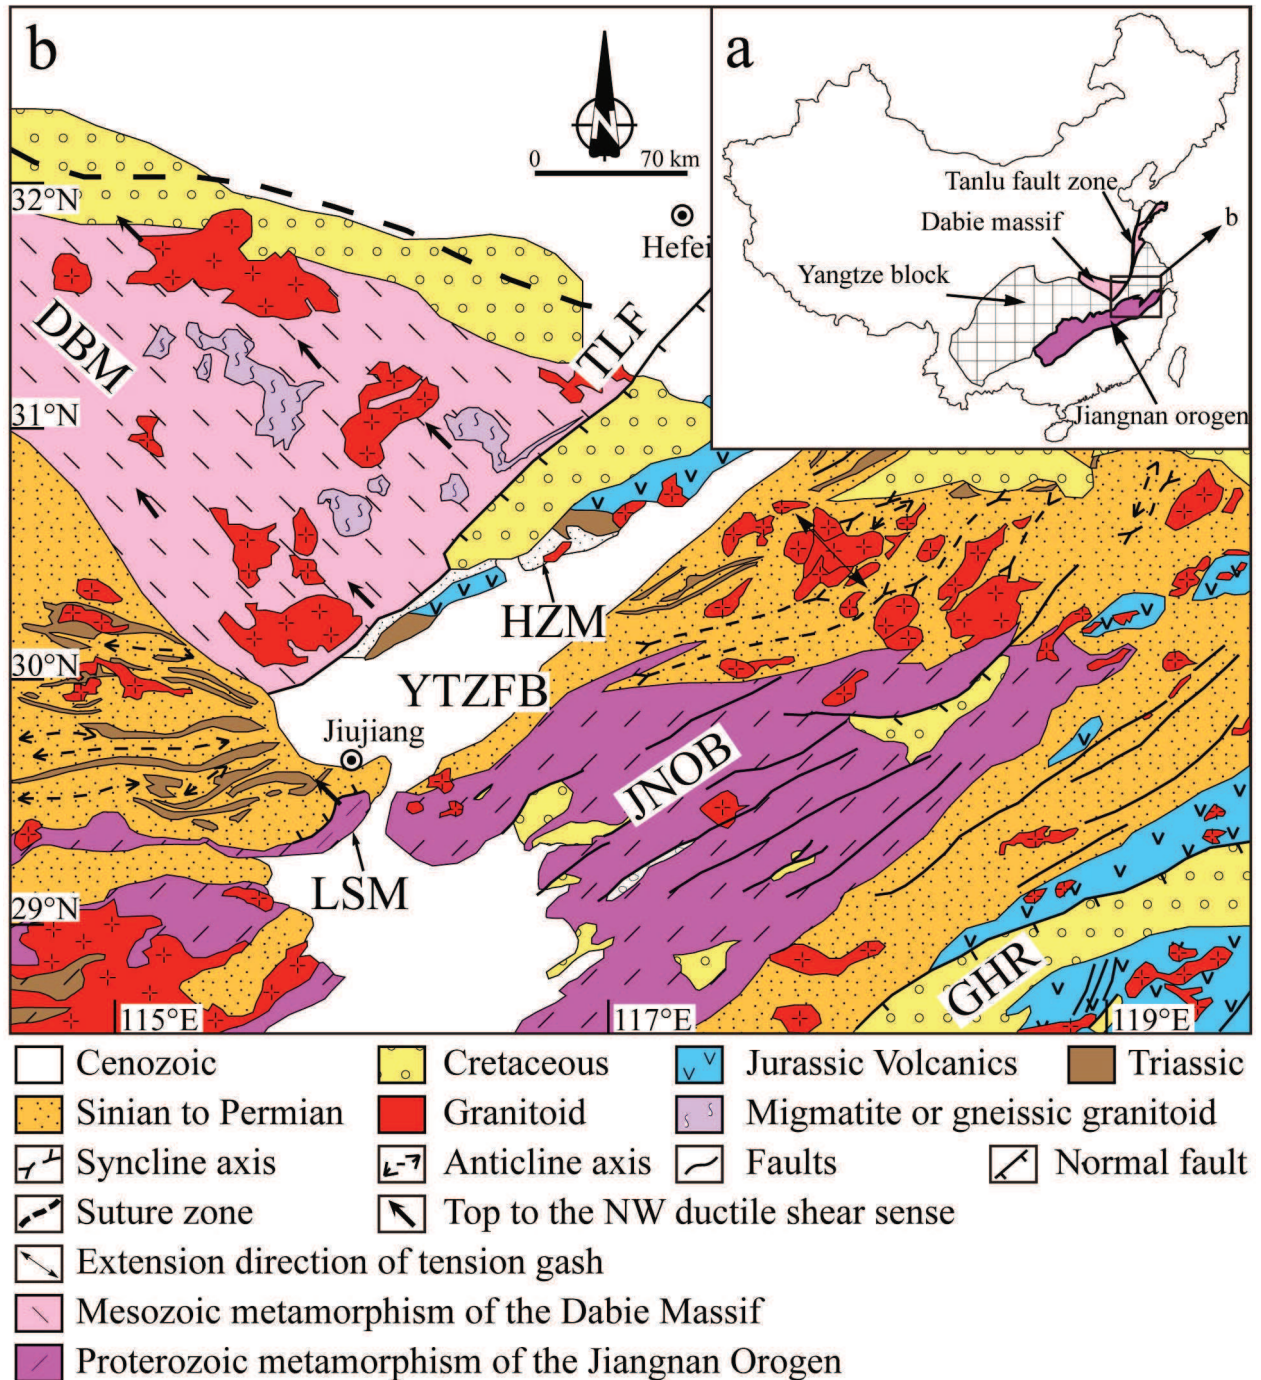 b
a
0 70 km
32°N
Hefei
Tanlu fault zone
Dabie massif
b
Yangtze block
Jiangnan orogen
DBM
TLF
31°N
HZM
30°N
YTZFB
Jiujiang
JNOB
LSM
29°N
GHR
115°E
117°E
119°E
Cenozoic
Cretaceous
Jurassic Volcanics
Triassic
Sinian to Permian
Granitoid
Migmatite or gneissic granitoid
Syncline axis
Anticline axis
Faults
Normal fault
Suture zone
Top to the NW ductile shear sense
Extension direction of tension gash
Mesozoic metamorphism of the Dabie Massif
Proterozoic metamorphism of the Jiangnan Orogen